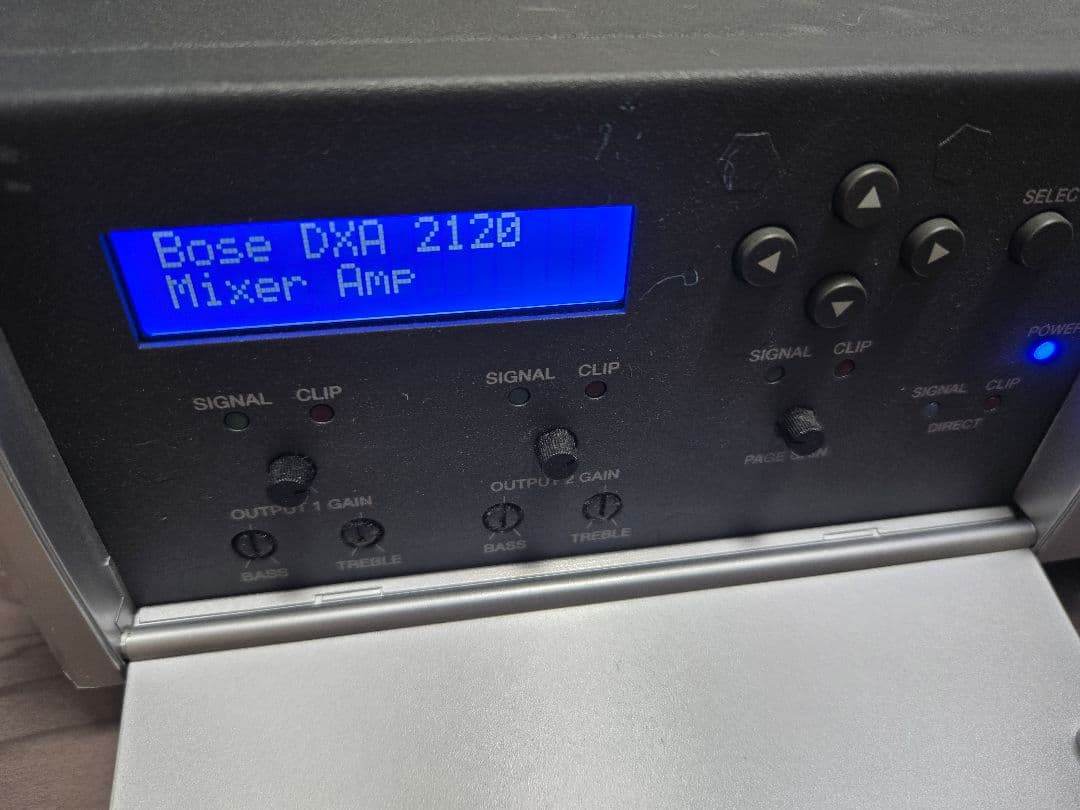 Bose DXA 2120
Mixer Amp
SELEC
POWER
SIGNAL CLIP
OUTPUT 1 GAIN
BASS TREBLE
SIGNAL CLIP
OUTPUT 2 GAIN
BASS TREBLE
SIGNAL CLIP
PAGE GAIN
SIGNAL CLIP
DIRECT